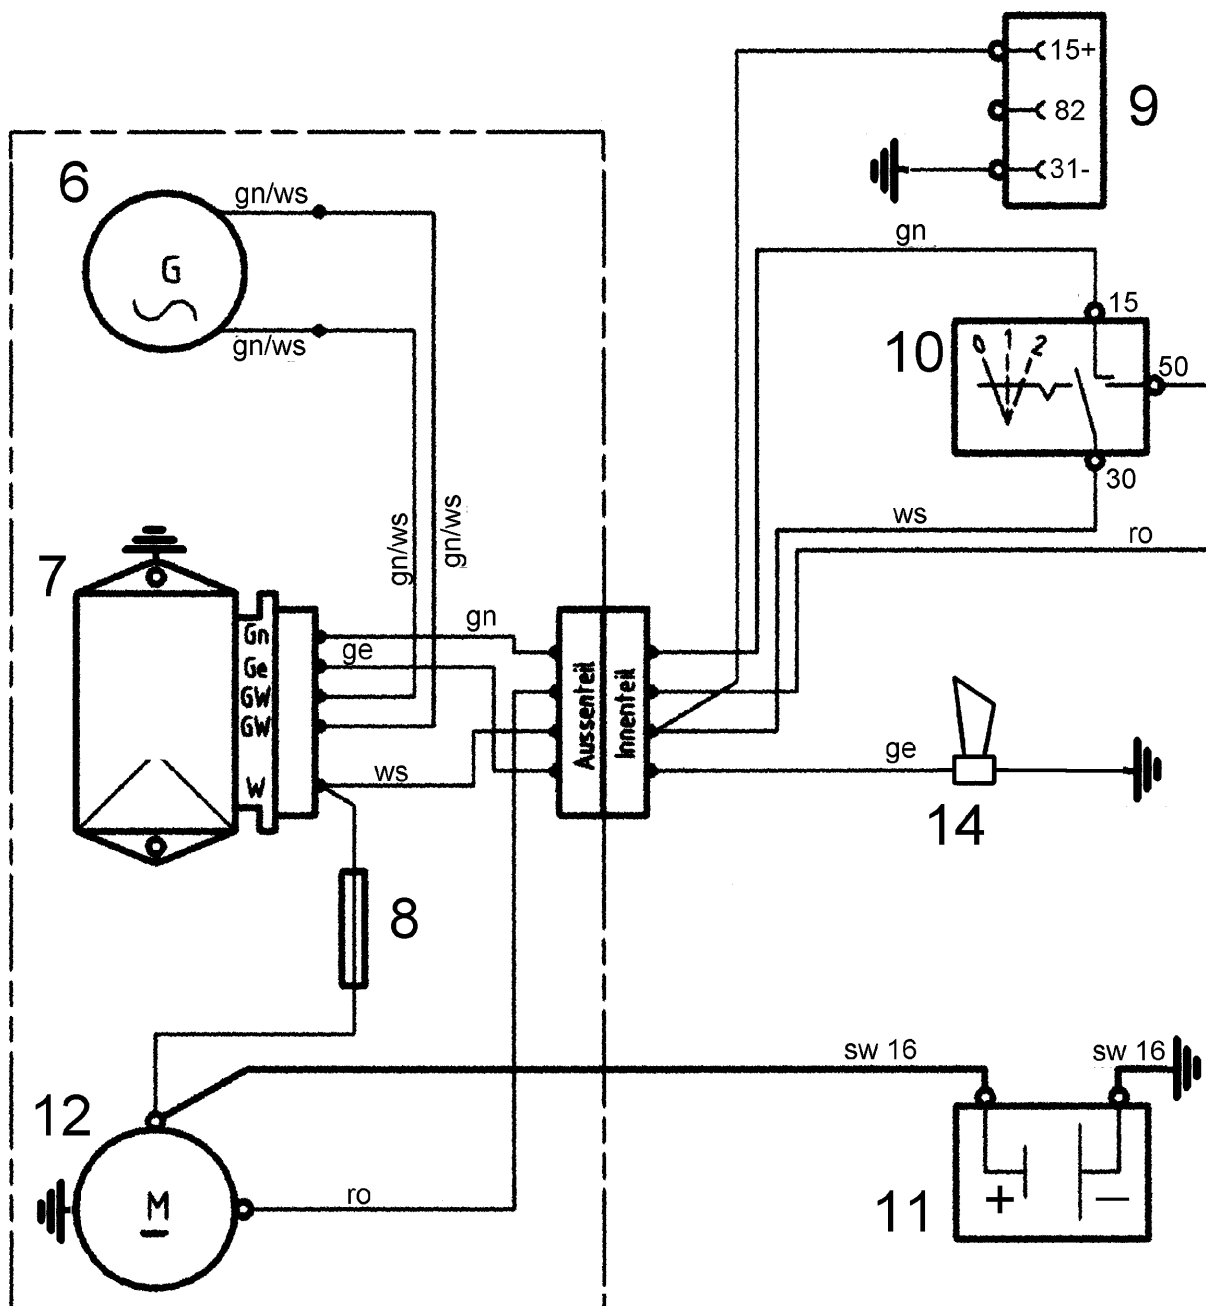 15+
82
31-
9
6
gn/ws
G
gn/ws
gn
15
10
0 1 2
50
30
ws
ro
gn/ws
gn/ws
7
gn
ge
Gn
Ge
GW
GW
W
ws
Aussenteil
Innenteil
ge
14
8
sw 16
sw 16
12
M
ro
11
+ −